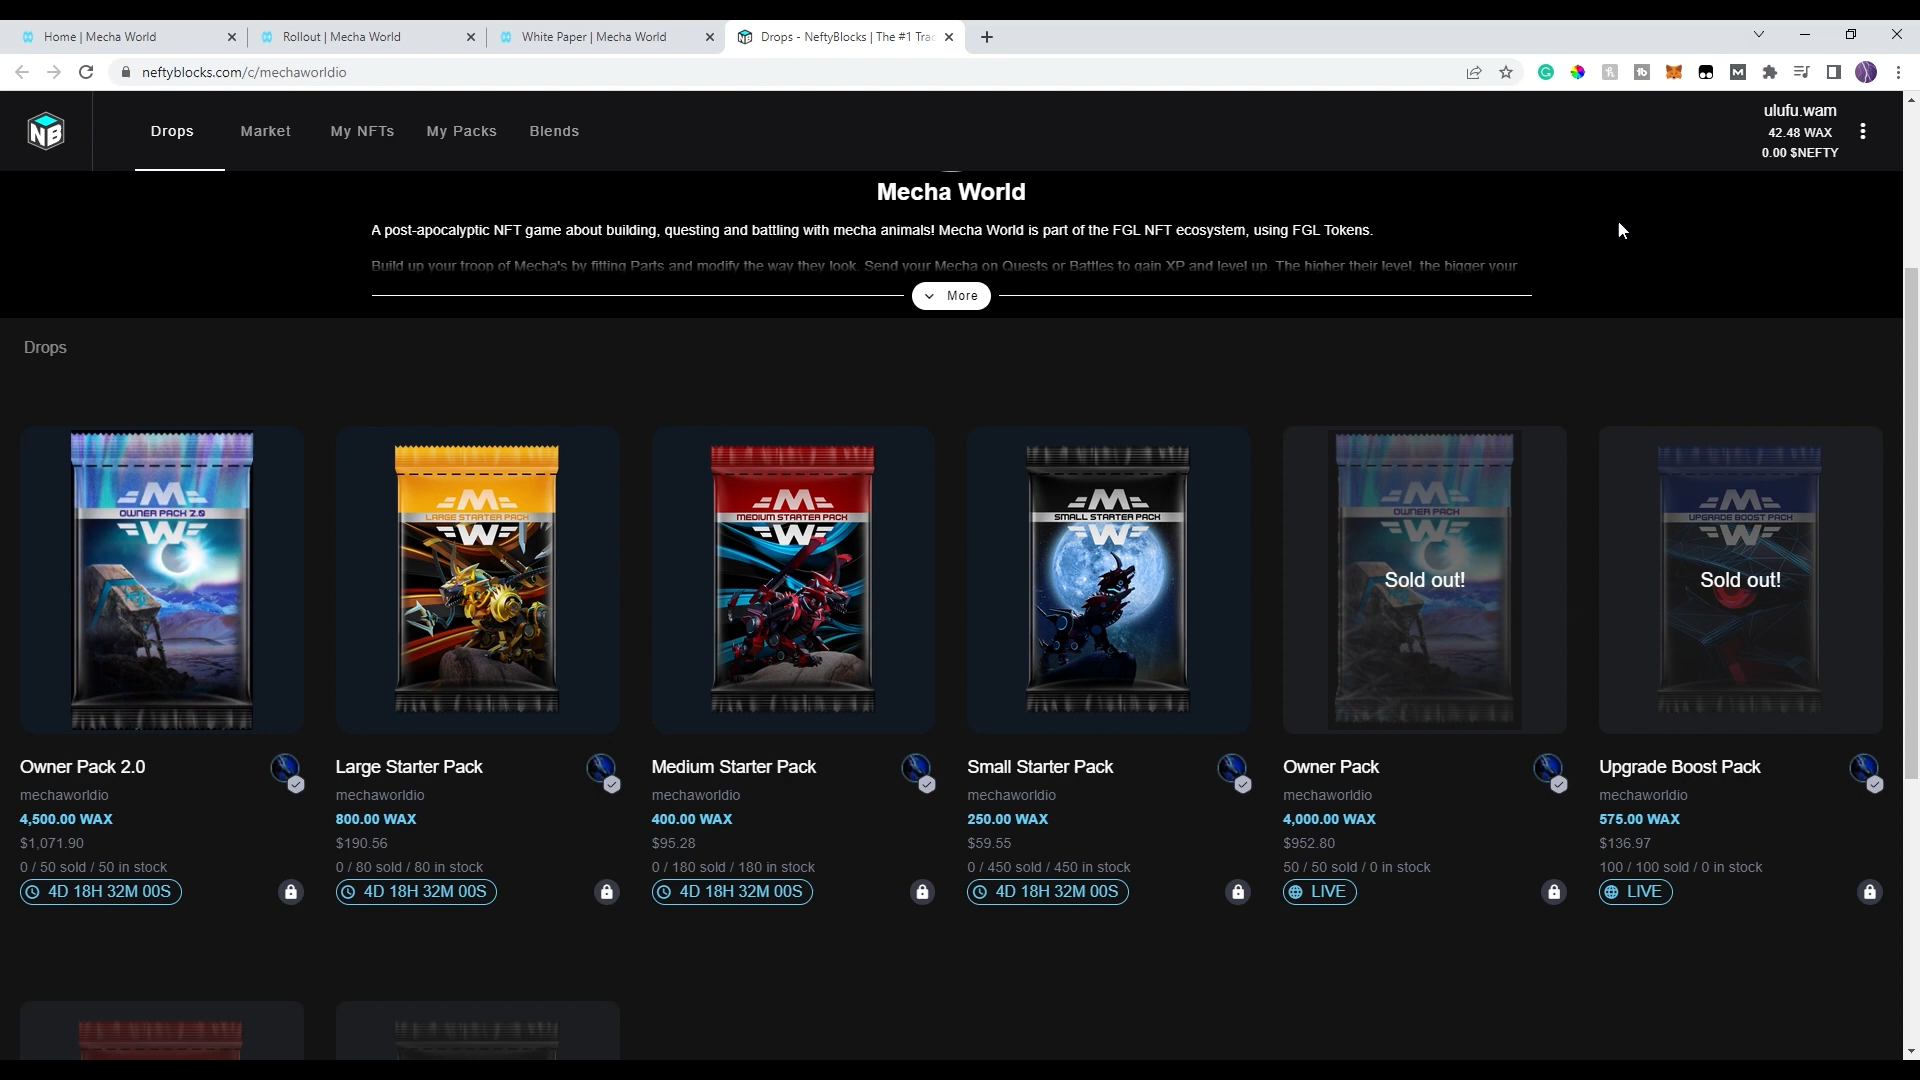 Home | Mecha World
Rollout | Mecha World
White Paper | Mecha World
Drops - NeftyBlocks | The #1 Trac
neftyblocks.com/c/mechaworldio
NB
Drops
Market
My NFTs
My Packs
Blends
ulufu.wam
42.48 WAX
0.00 $NEFTY
Mecha World
A post-apocalyptic NFT game about building, questing and battling with mecha animals! Mecha World is part of the FGL NFT ecosystem, using FGL Tokens.
Build up your troop of Mecha's by fitting Parts and modify the way they look. Send your Mecha on Quests or Battles to gain XP and level up. The higher their level, the bigger your
More
Drops
M
OWNER PACK 2.0
W
M
LARGE STARTER PACK
W
M
MEDIUM STARTER PACK
W
M
SMALL STARTER PACK
W
M
OWNER PACK
W
Sold out!
M
UPGRADE BOOST PACK
W
Sold out!
Owner Pack 2.0
mechaworldio
4,500.00 WAX
$1,071.90
0 / 50 sold / 50 in stock
4D 18H 32M 00S
Large Starter Pack
mechaworldio
800.00 WAX
$190.56
0 / 80 sold / 80 in stock
4D 18H 32M 00S
Medium Starter Pack
mechaworldio
400.00 WAX
$95.28
0 / 180 sold / 180 in stock
4D 18H 32M 00S
Small Starter Pack
mechaworldio
250.00 WAX
$59.55
0 / 450 sold / 450 in stock
4D 18H 32M 00S
Owner Pack
mechaworldio
4,000.00 WAX
$952.80
50 / 50 sold / 0 in stock
LIVE
Upgrade Boost Pack
mechaworldio
575.00 WAX
$136.97
100 / 100 sold / 0 in stock
LIVE